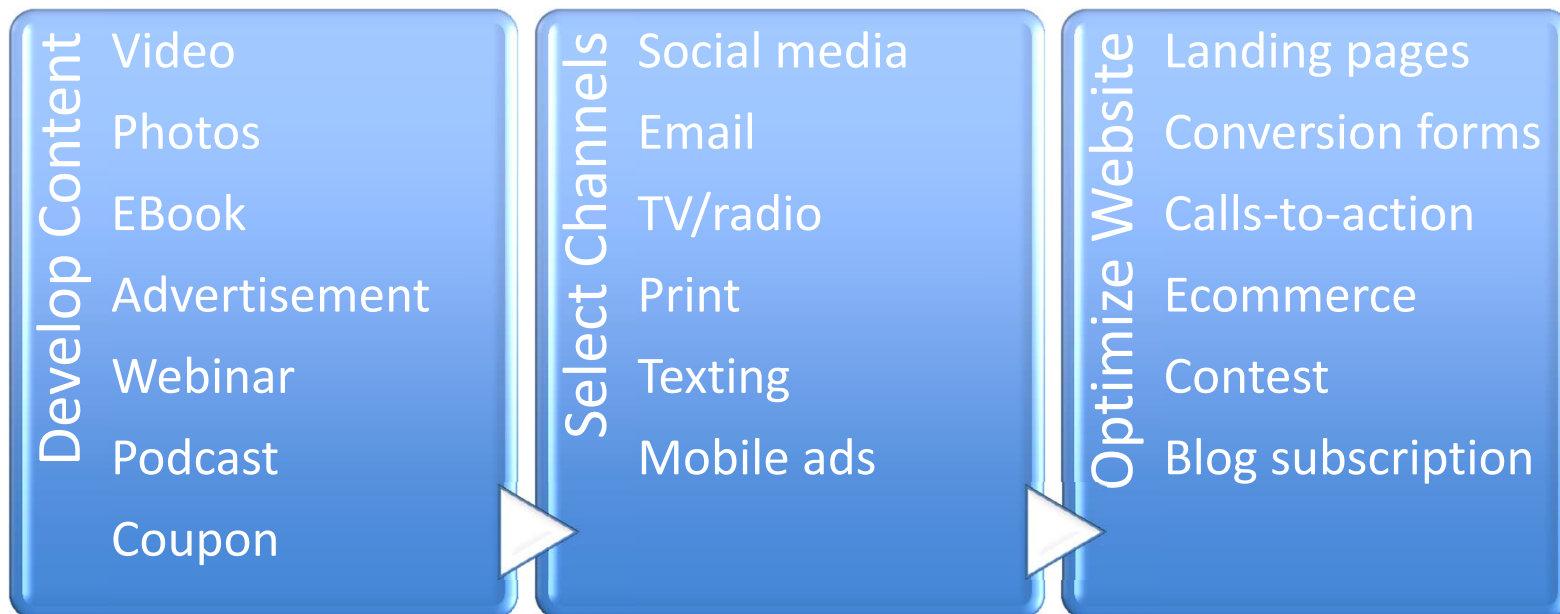 Develop Content
Video
Photos
EBook
Advertisement
Webinar
Podcast
Coupon
Select Channels
Social media
Email
TV/radio
Print
Texting
Mobile ads
Optimize Website
Landing pages
Conversion forms
Calls-to-action
Ecommerce
Contest
Blog subscription